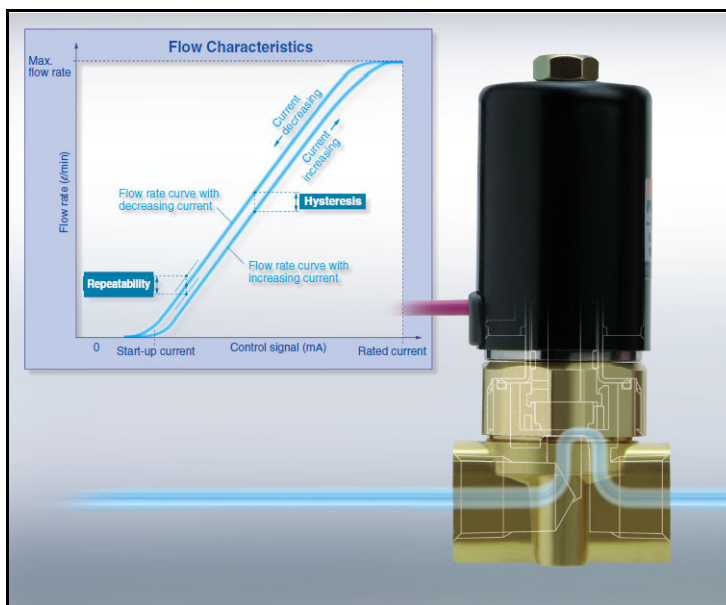 Flow Characteristics
Max.
flow rate
Current
decreasing
Current
increasing
Flow rate curve with
decreasing current
Hysteresis
Flow rate (ℓ/min)
Flow rate curve with
increasing current
Repeatability
0
Start-up current
Control signal (mA)
Rated current